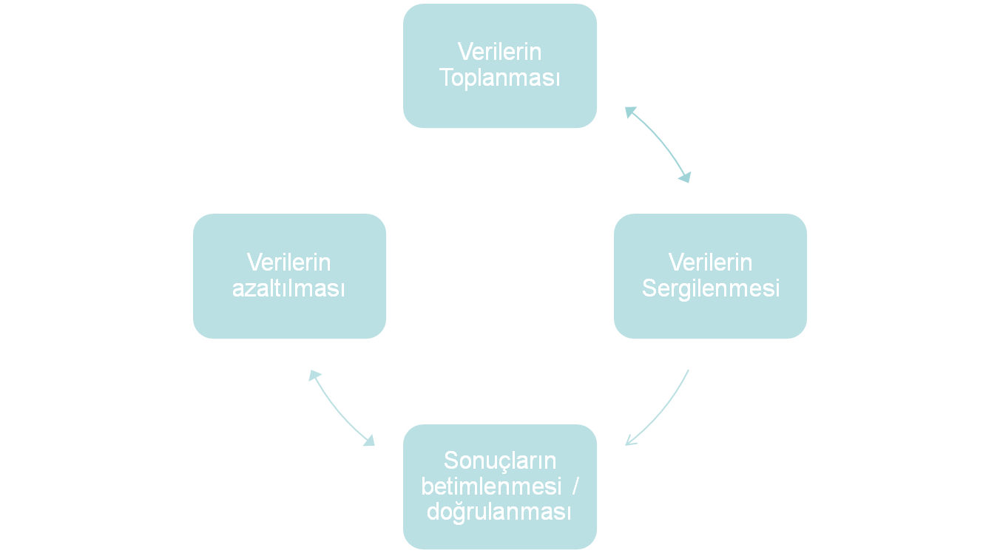 Verilerin
Toplanması
Verilerin
azaltılması
Verilerin
Sergilenmesi
Sonuçların
betimlenmesi /
doğrulanması